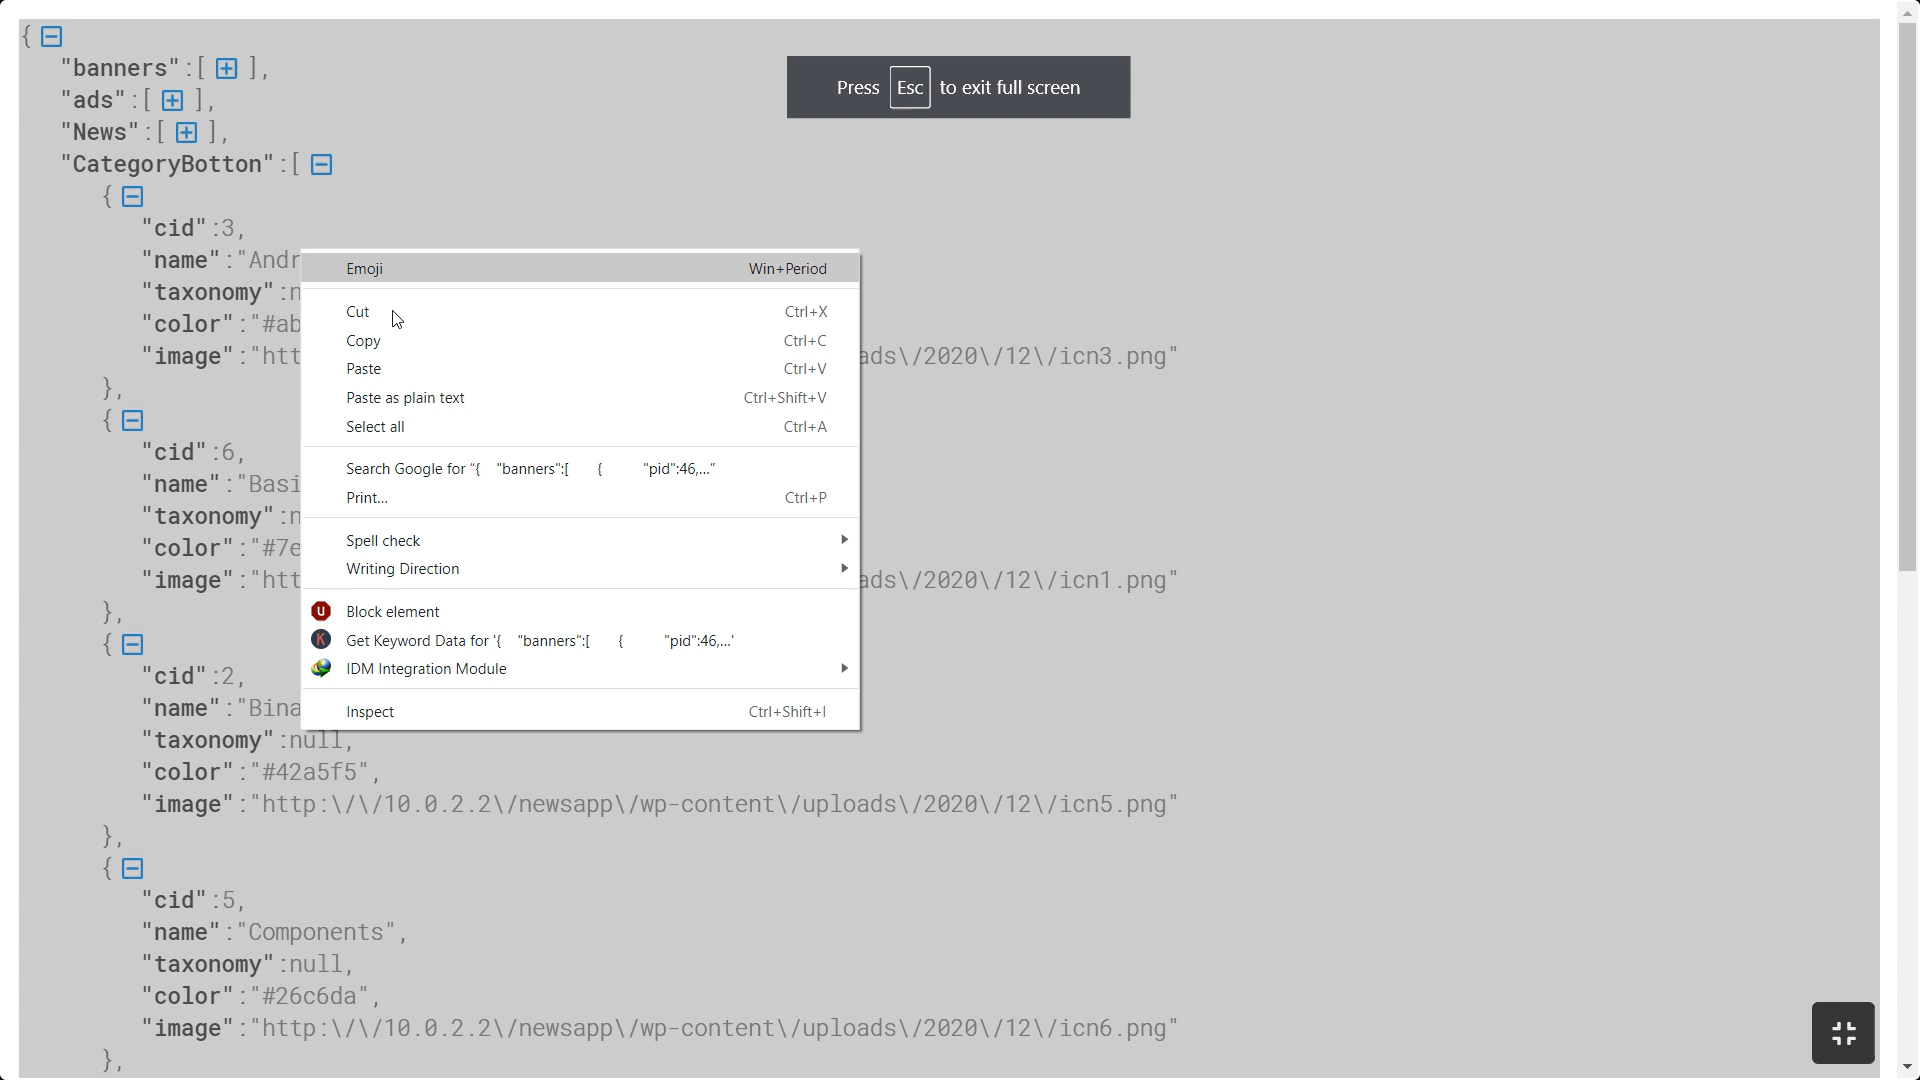 {
"banners":[ ],
"ads":[ ],
"News":[ ],
"CategoryBotton":[
{
"cid":3,
"name":"Andr
"taxonomy":n
"color":"#ab
"image":"htt
ads\/2020\/12\/icn3.png"
},
{
"cid":6,
"name":"Basi
"taxonomy":n
"color":"#7e
"image":"htt
ads\/2020\/12\/icn1.png"
},
{
"cid":2,
"name":"Bina
"taxonomy":null,
"color":"#42a5f5",
"image":"http:\/\/10.0.2.2\/newsapp\/wp-content\/uploads\/2020\/12\/icn5.png"
},
{
"cid":5,
"name":"Components",
"taxonomy":null,
"color":"#26c6da",
"image":"http:\/\/10.0.2.2\/newsapp\/wp-content\/uploads\/2020\/12\/icn6.png"
},
Press Esc to exit full screen
Emoji Win+Period
Cut Ctrl+X
Copy Ctrl+C
Paste Ctrl+V
Paste as plain text Ctrl+Shift+V
Select all Ctrl+A
Search Google for "{ "banners":[ { "pid":46,..."
Print... Ctrl+P
Spell check
Writing Direction
Block element
Get Keyword Data for '{ "banners":[ { "pid":46,...'
IDM Integration Module
Inspect Ctrl+Shift+I